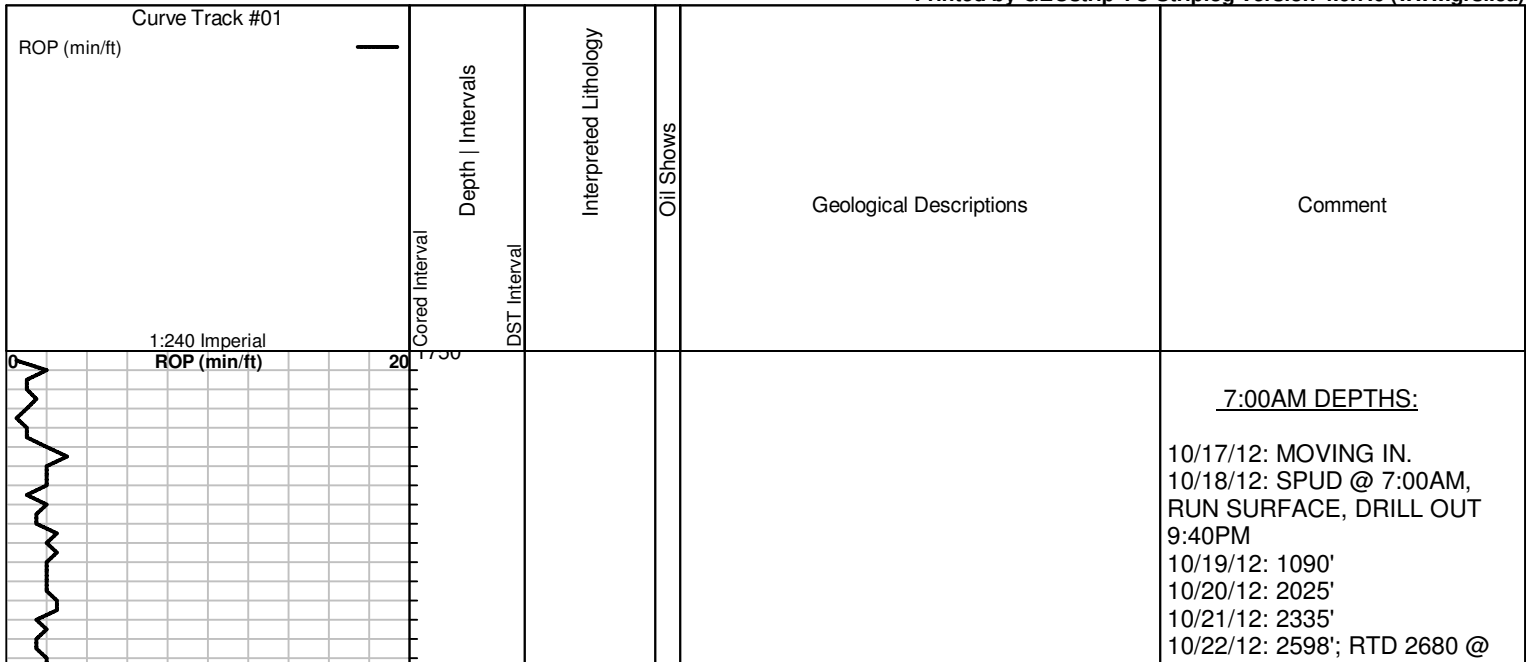 Curve Track #01
ROP (min/ft)
1:240 Imperial
Cored Interval
Depth | Intervals
DST Interval
Interpreted Lithology
Oil Shows
Geological Descriptions
Comment
0
ROP (min/ft)
20
1750
7:00AM DEPTHS:
10/17/12: MOVING IN.
10/18/12: SPUD @ 7:00AM,
RUN SURFACE, DRILL OUT
9:40PM
10/19/12: 1090'
10/20/12: 2025'
10/21/12: 2335'
10/22/12: 2598'; RTD 2680 @